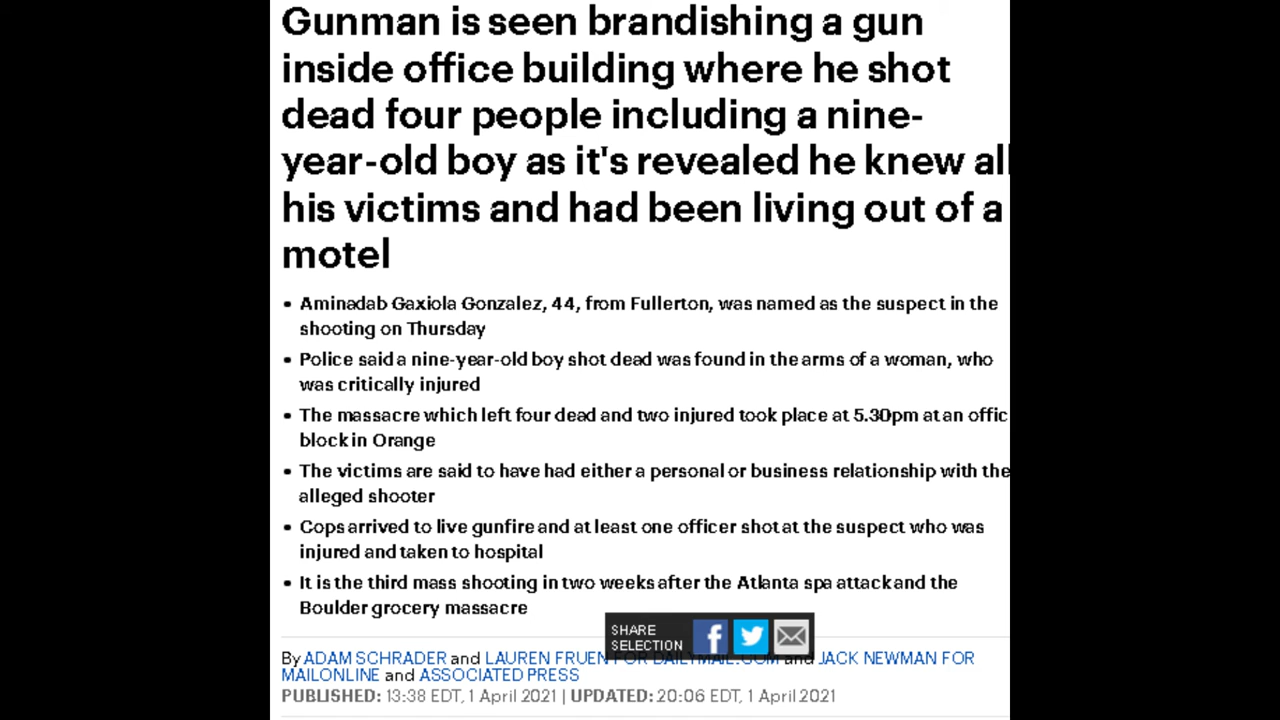 Gunman is seen brandishing a gun
inside office building where he shot
dead four people including a nine-
year-old boy as it's revealed he knew all
his victims and had been living out of a
motel
• Aminadab Gaxiola Gonzalez, 44, from Fullerton, was named as the suspect in the
shooting on Thursday
• Police said a nine-year-old boy shot dead was found in the arms of a woman, who
was critically injured
• The massacre which left four dead and two injured took place at 5.30pm at an offic
block in Orange
• The victims are said to have had either a personal or business relationship with the
alleged shooter
• Cops arrived to live gunfire and at least one officer shot at the suspect who was
injured and taken to hospital
• It is the third mass shooting in two weeks after the Atlanta spa attack and the
Boulder grocery massacre
SHARE
SELECTION
By ADAM SCHRADER and LAUREN FRUEN FOR DAILYMAIL.COM and JACK NEWMAN FOR
MAILONLINE and ASSOCIATED PRESS
PUBLISHED: 13:38 EDT, 1 April 2021 | UPDATED: 20:06 EDT, 1 April 2021